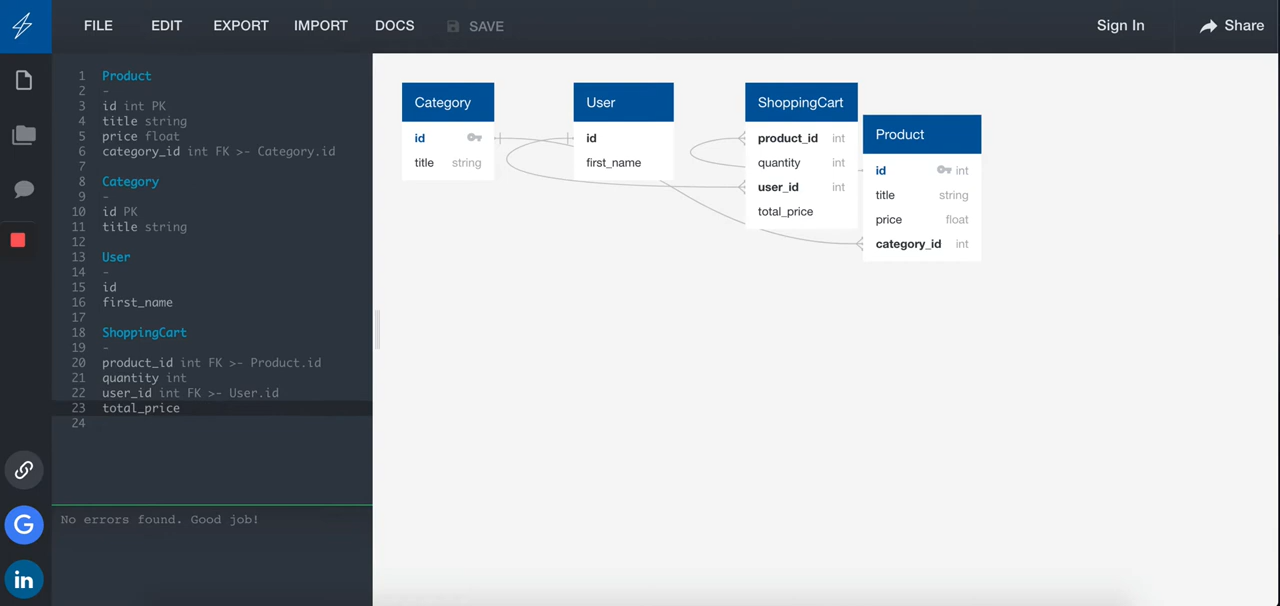 FILE EDIT EXPORT IMPORT DOCS SAVE Sign In Share
1 Product
2 -
3 id int PK
4 title string
5 price float
6 category_id int FK >- Category.id
7
8 Category
9 -
10 id PK
11 title string
12
13 User
14 -
15 id
16 first_name
17
18 ShoppingCart
19 -
20 product_id int FK >- Product.id
21 quantity int
22 user_id int FK >- User.id
23 total_price
24
No errors found. Good job!
G
in
Category
id
title string
User
id
first_name
ShoppingCart
product_id int
quantity int
user_id int
total_price
Product
id int
title string
price float
category_id int